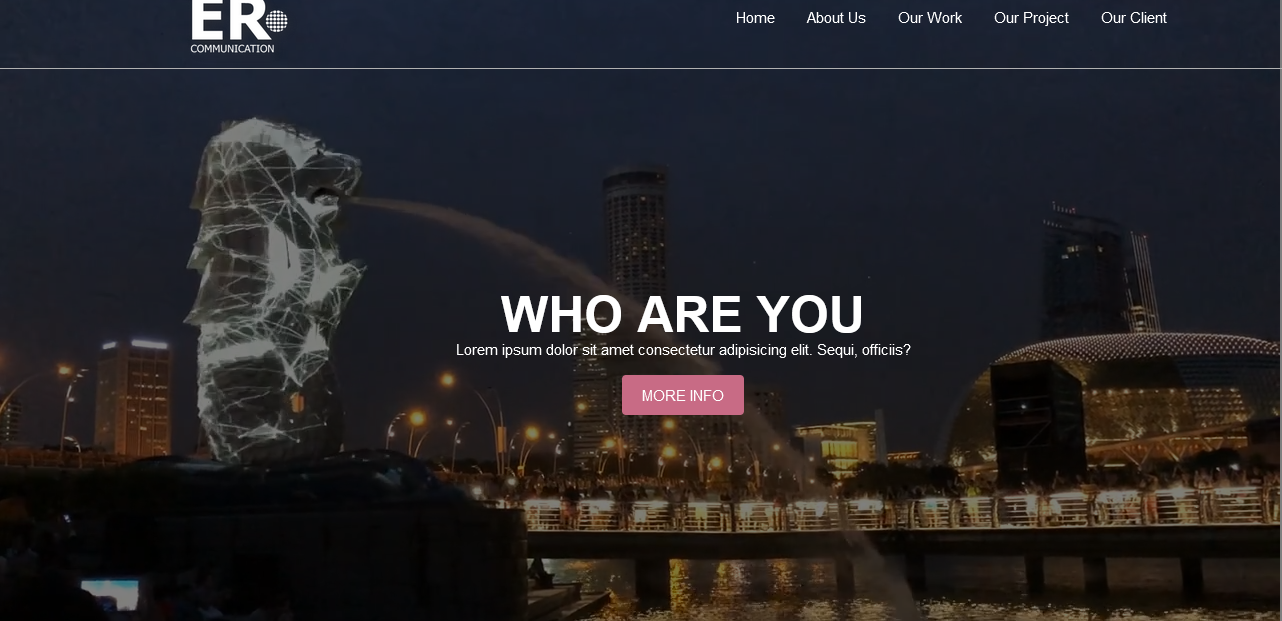 ER
COMMUNICATION
Home About Us Our Work Our Project Our Client
WHO ARE YOU
Lorem ipsum dolor sit amet consectetur adipisicing elit. Sequi, officiis?
MORE INFO